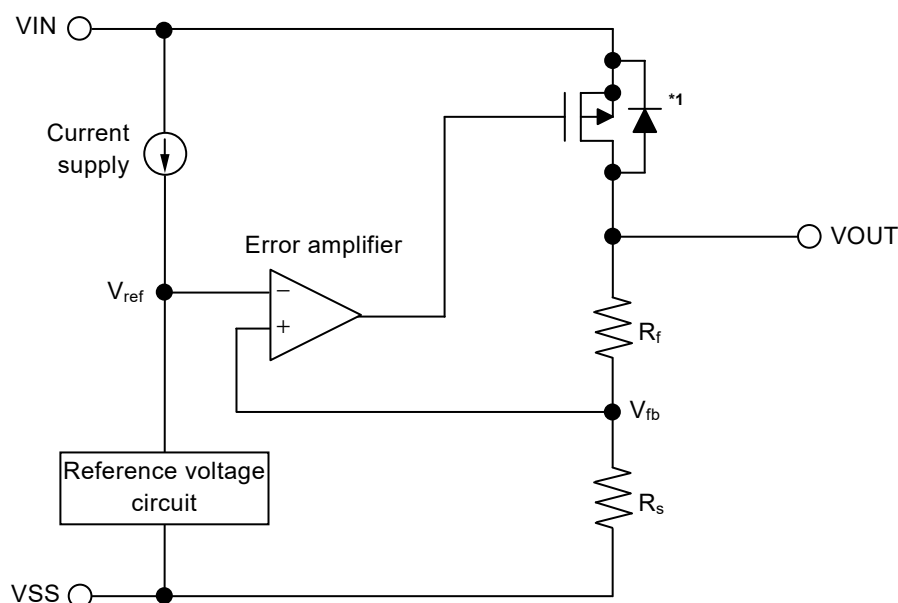 VIN
*1
Current
supply
Error amplifier
VOUT
Vref
−
+
Rf
Vfb
Reference voltage
circuit
Rs
VSS